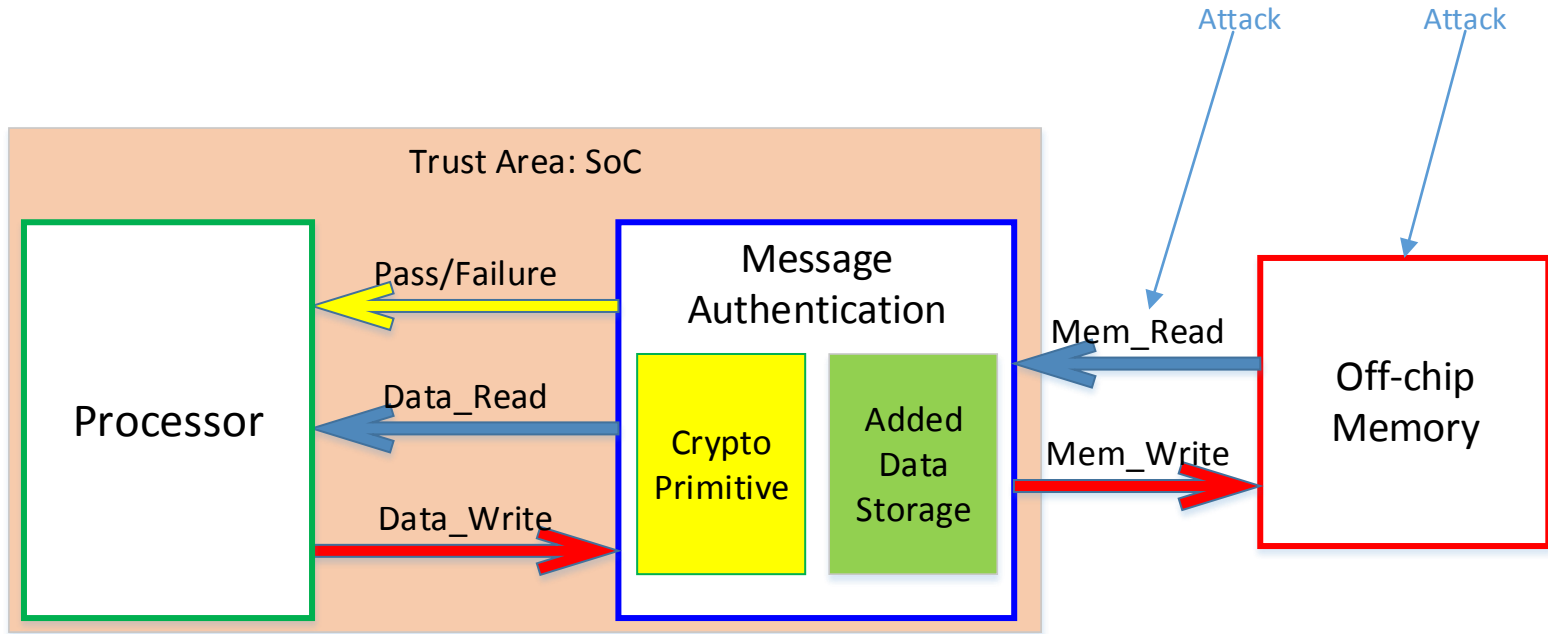 Attack
Attack
Trust Area: SoC
Processor
Pass/Failure
Data_Read
Data_Write
Message
Authentication
Crypto
Primitive
Added
Data
Storage
Mem_Read
Mem_Write
Off-chip
Memory